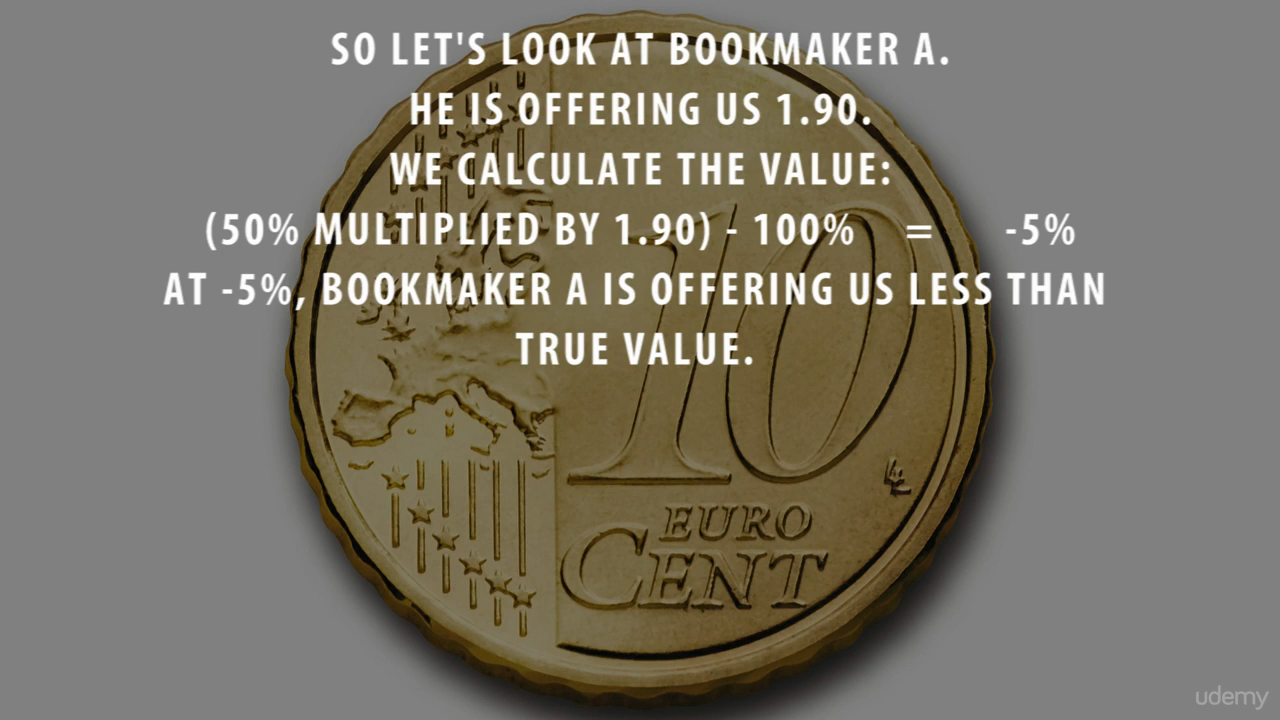 SO LET'S LOOK AT BOOKMAKER A.
HE IS OFFERING US 1.90.
WE CALCULATE THE VALUE:
(50% MULTIPLIED BY 1.90) - 100% = -5%
AT -5%, BOOKMAKER A IS OFFERING US LESS THAN
TRUE VALUE.
10
EURO
CENT
LL
udemy